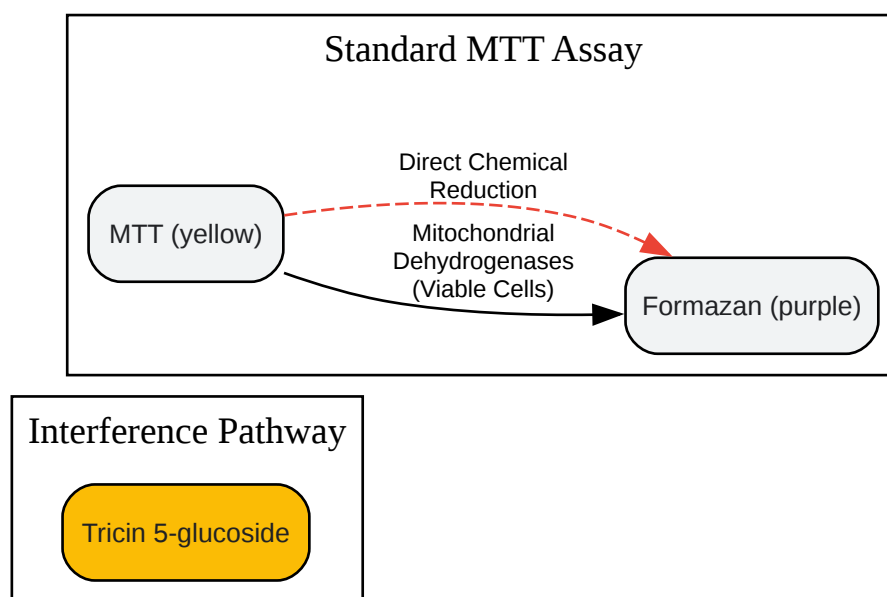 Standard MTT Assay
Direct Chemical
Reduction
MTT (yellow)
Mitochondrial
Dehydrogenases
(Viable Cells)
Formazan (purple)
Interference Pathway
Tricin 5-glucoside